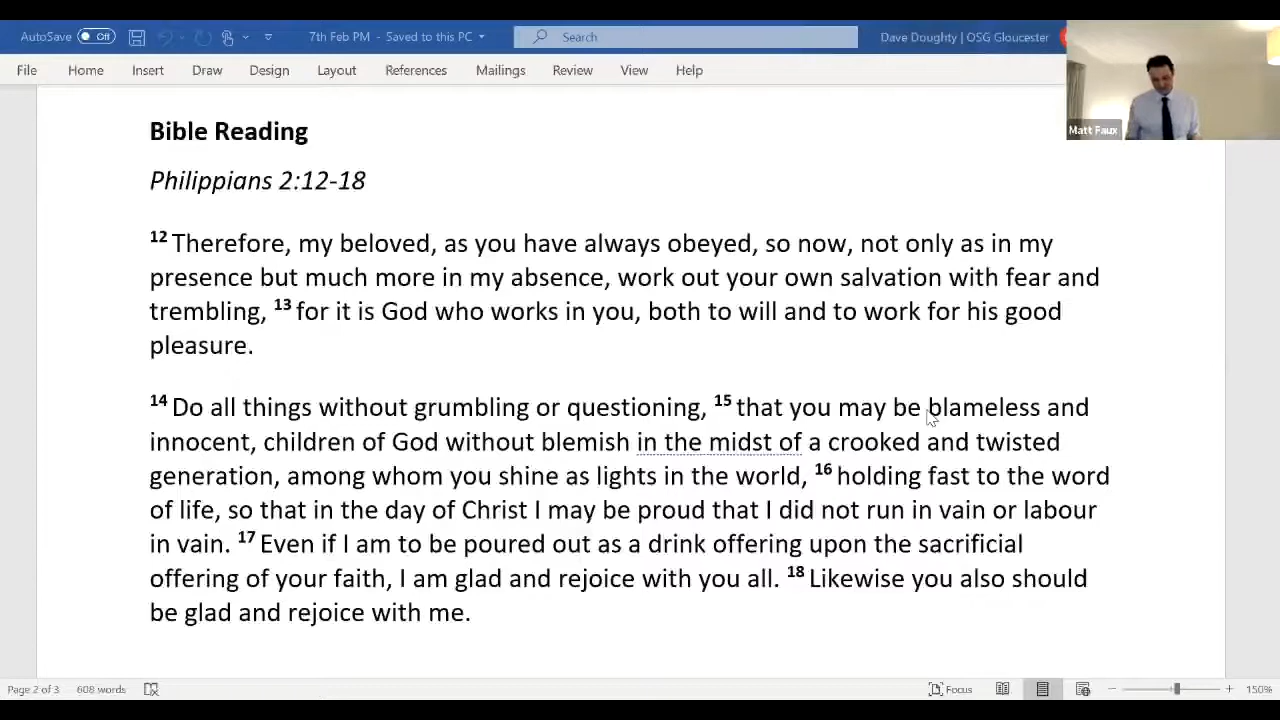 AutoSave Off 7th Feb PM - Saved to this PC Search Dave Doughty | OSG Gloucester
File Home Insert Draw Design Layout References Mailings Review View Help
Matt Faux
Bible Reading
Philippians 2:12-18
12 Therefore, my beloved, as you have always obeyed, so now, not only as in my
presence but much more in my absence, work out your own salvation with fear and
trembling, 13 for it is God who works in you, both to will and to work for his good
pleasure.
14 Do all things without grumbling or questioning, 15 that you may be blameless and
innocent, children of God without blemish in the midst of a crooked and twisted
generation, among whom you shine as lights in the world, 16 holding fast to the word
of life, so that in the day of Christ I may be proud that I did not run in vain or labour
in vain. 17 Even if I am to be poured out as a drink offering upon the sacrificial
offering of your faith, I am glad and rejoice with you all. 18 Likewise you also should
be glad and rejoice with me.
Page 2 of 3 608 words Focus 150%